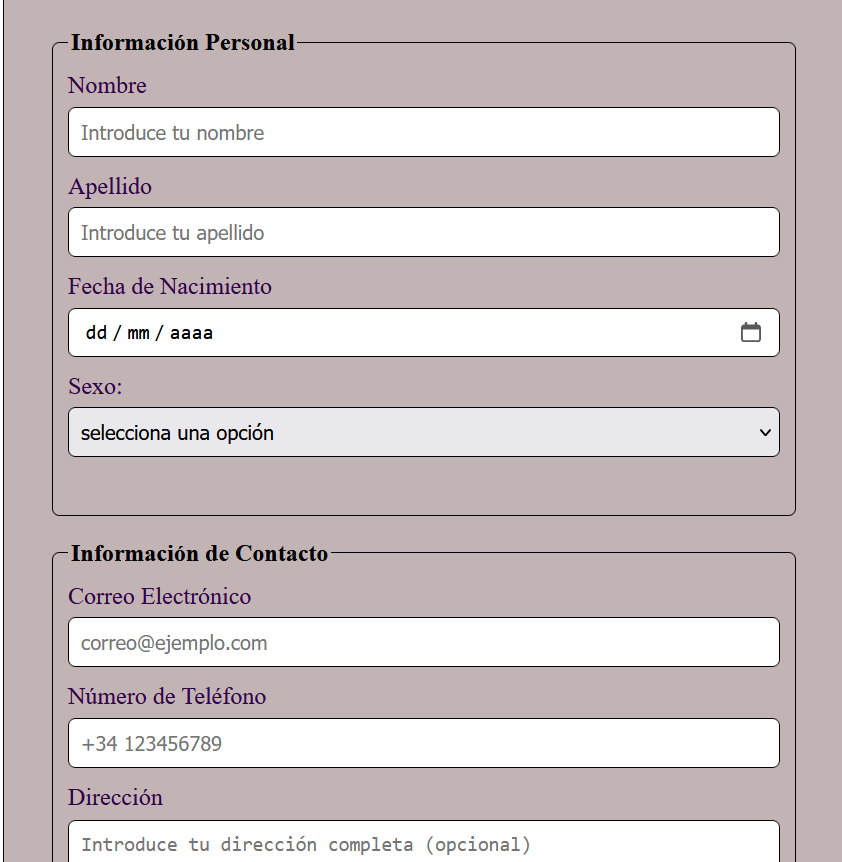 Información Personal
Nombre
Introduce tu nombre
Apellido
Introduce tu apellido
Fecha de Nacimiento
dd / mm / aaaa
Sexo:
selecciona una opción
Información de Contacto
Correo Electrónico
correo@ejemplo.com
Número de Teléfono
+34 123456789
Dirección
Introduce tu dirección completa (opcional)